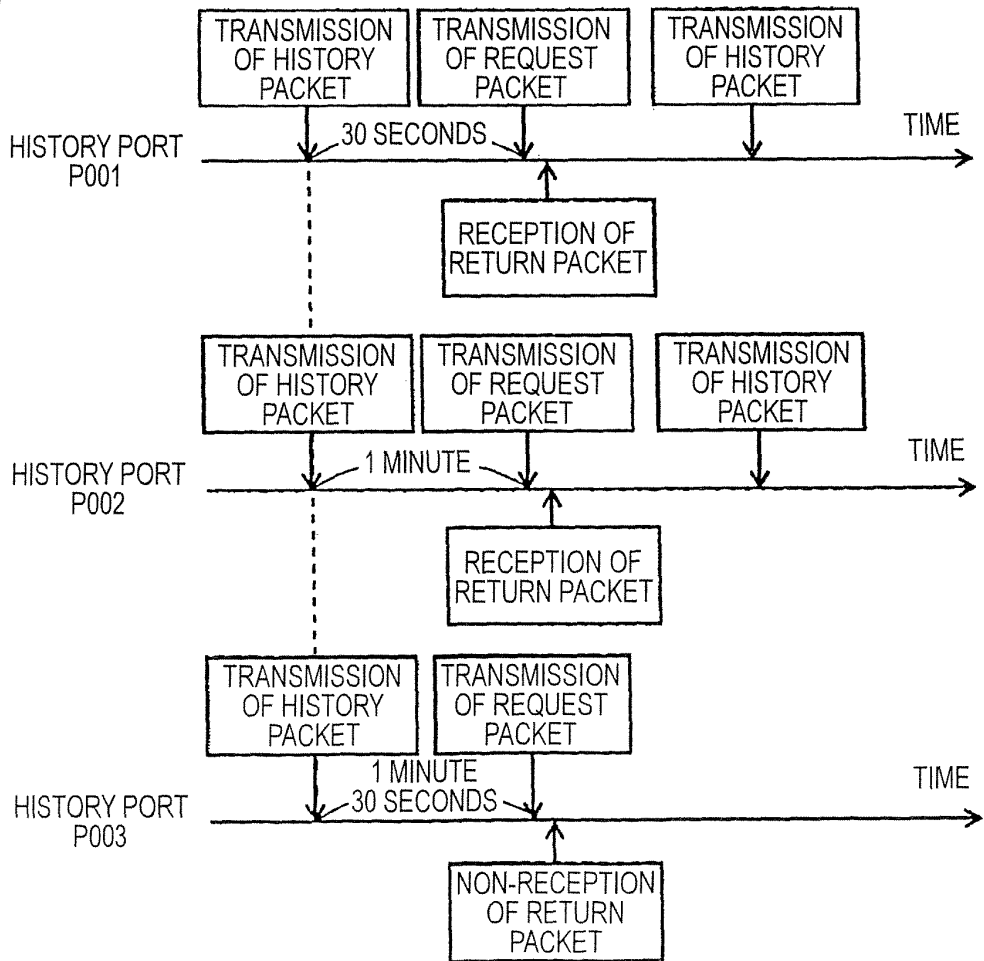 TRANSMISSION
OF HISTORY
PACKET
TRANSMISSION
OF REQUEST
PACKET
TRANSMISSION
OF HISTORY
PACKET
30 SECONDS
TIME
HISTORY PORT
P001
RECEPTION OF
RETURN PACKET
TRANSMISSION
OF HISTORY
PACKET
TRANSMISSION
OF REQUEST
PACKET
TRANSMISSION
OF HISTORY
PACKET
1 MINUTE
TIME
HISTORY PORT
P002
RECEPTION OF
RETURN PACKET
TRANSMISSION
OF HISTORY
PACKET
TRANSMISSION
OF REQUEST
PACKET
1 MINUTE
30 SECONDS
TIME
HISTORY PORT
P003
NON-RECEPTION
OF RETURN
PACKET